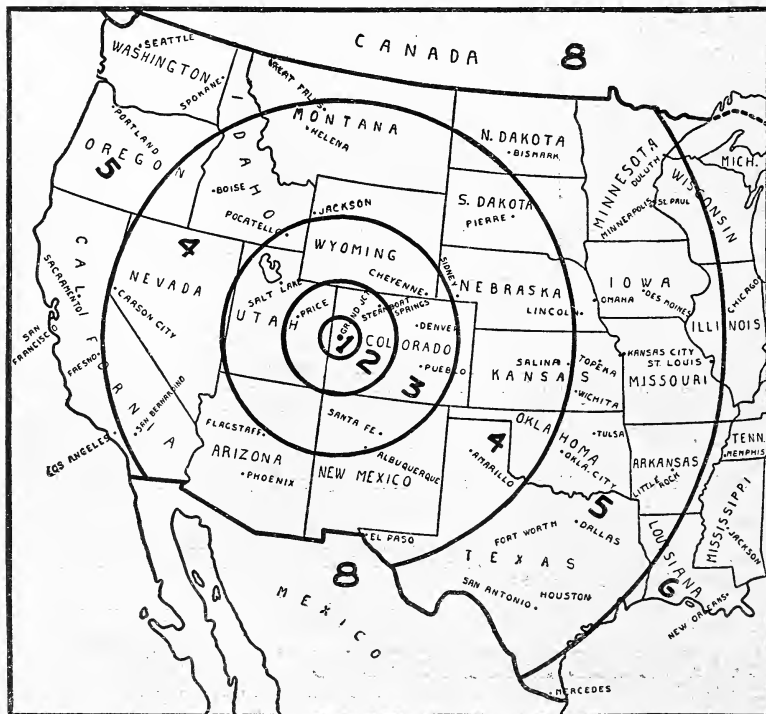 CANADA 8
SEATTLE
WASHINGTON
SPOKANE
GREAT FALLS
MONTANA
HELENA
N. DAKOTA
BISMARK
MINNESOTA
DULUTH
MICH.
WISCONSIN
PORTLAND
OREGON
5
IDAHO
BOISE
POCATELLO
JACKSON
WYOMING
CHEYENNE
S. DAKOTA
PIERRE
MINNEAPOLIS
ST. PAUL
SIDNEY
NEBRASKA
LINCOLN
IOWA
OMAHA
DES MOINES
CHICAGO
ILLINOIS
4
NEVADA
CARSON CITY
CALIFORNIA
SACRAMENTO
SAN FRANCISC
FRESNO
SAN BERNARDINO
LOS ANGELES
SALT LAKE
UTAH
PRICE
GRAND JCT.
STEAMBOAT SPRINGS
DENVER
COLORADO
PUEBLO
1
2
3
SALINA
TOPEKA
KANSAS
WICHITA
KANSAS CITY
ST. LOUIS
MISSOURI
FLAGSTAFF
ARIZONA
PHOENIX
SANTA FE
ALBUQUERQUE
NEW MEXICO
4
AMARILLO
OKLAHOMA
TULSA
OKLA. CITY
ARKANSAS
LITTLE ROCK
TENN.
MEMPHIS
MISSISSIPPI
JACKSON
EL PASO
FORT WORTH
5
DALLAS
TEXAS
SAN ANTONIO
HOUSTON
LOUISIANA
6
NEW ORLEANS
8
MEXICO
MERCEDES